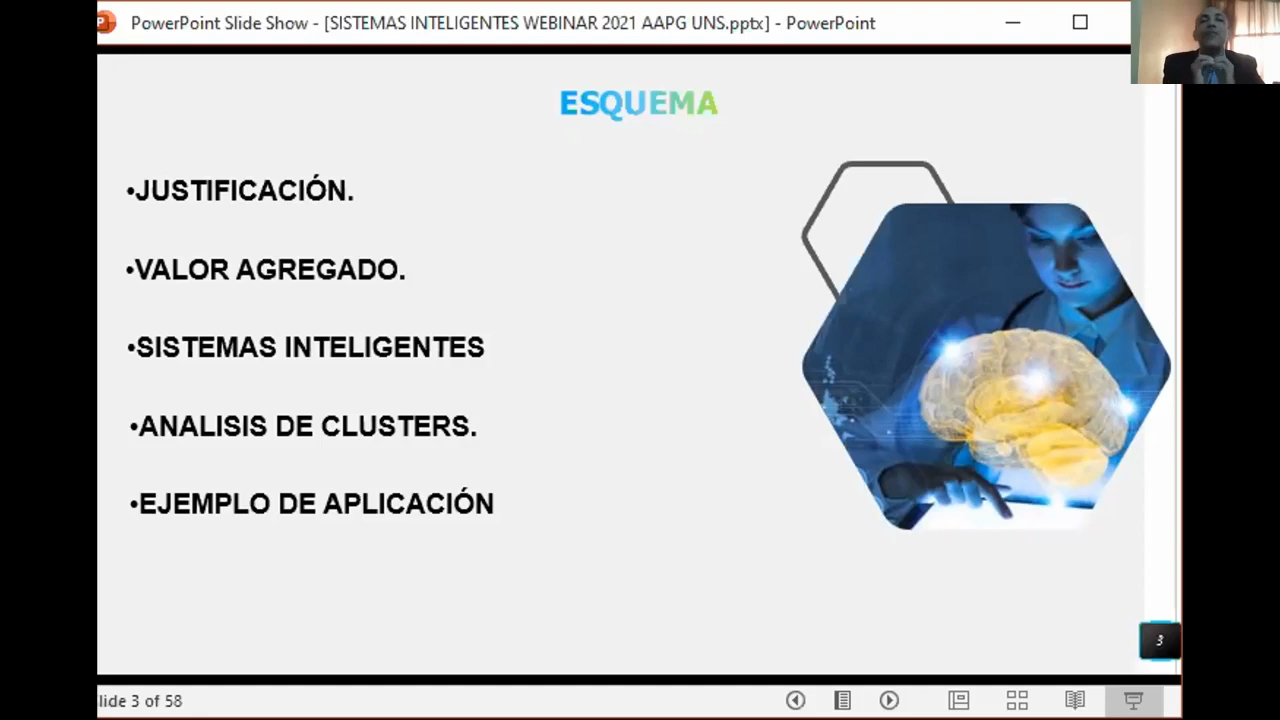 PowerPoint Slide Show - [SISTEMAS INTELIGENTES WEBINAR 2021 AAPG UNS.pptx] - PowerPoint
ESQUEMA
•JUSTIFICACIÓN.
•VALOR AGREGADO.
•SISTEMAS INTELIGENTES
•ANALISIS DE CLUSTERS.
•EJEMPLO DE APLICACIÓN
3
lide 3 of 58